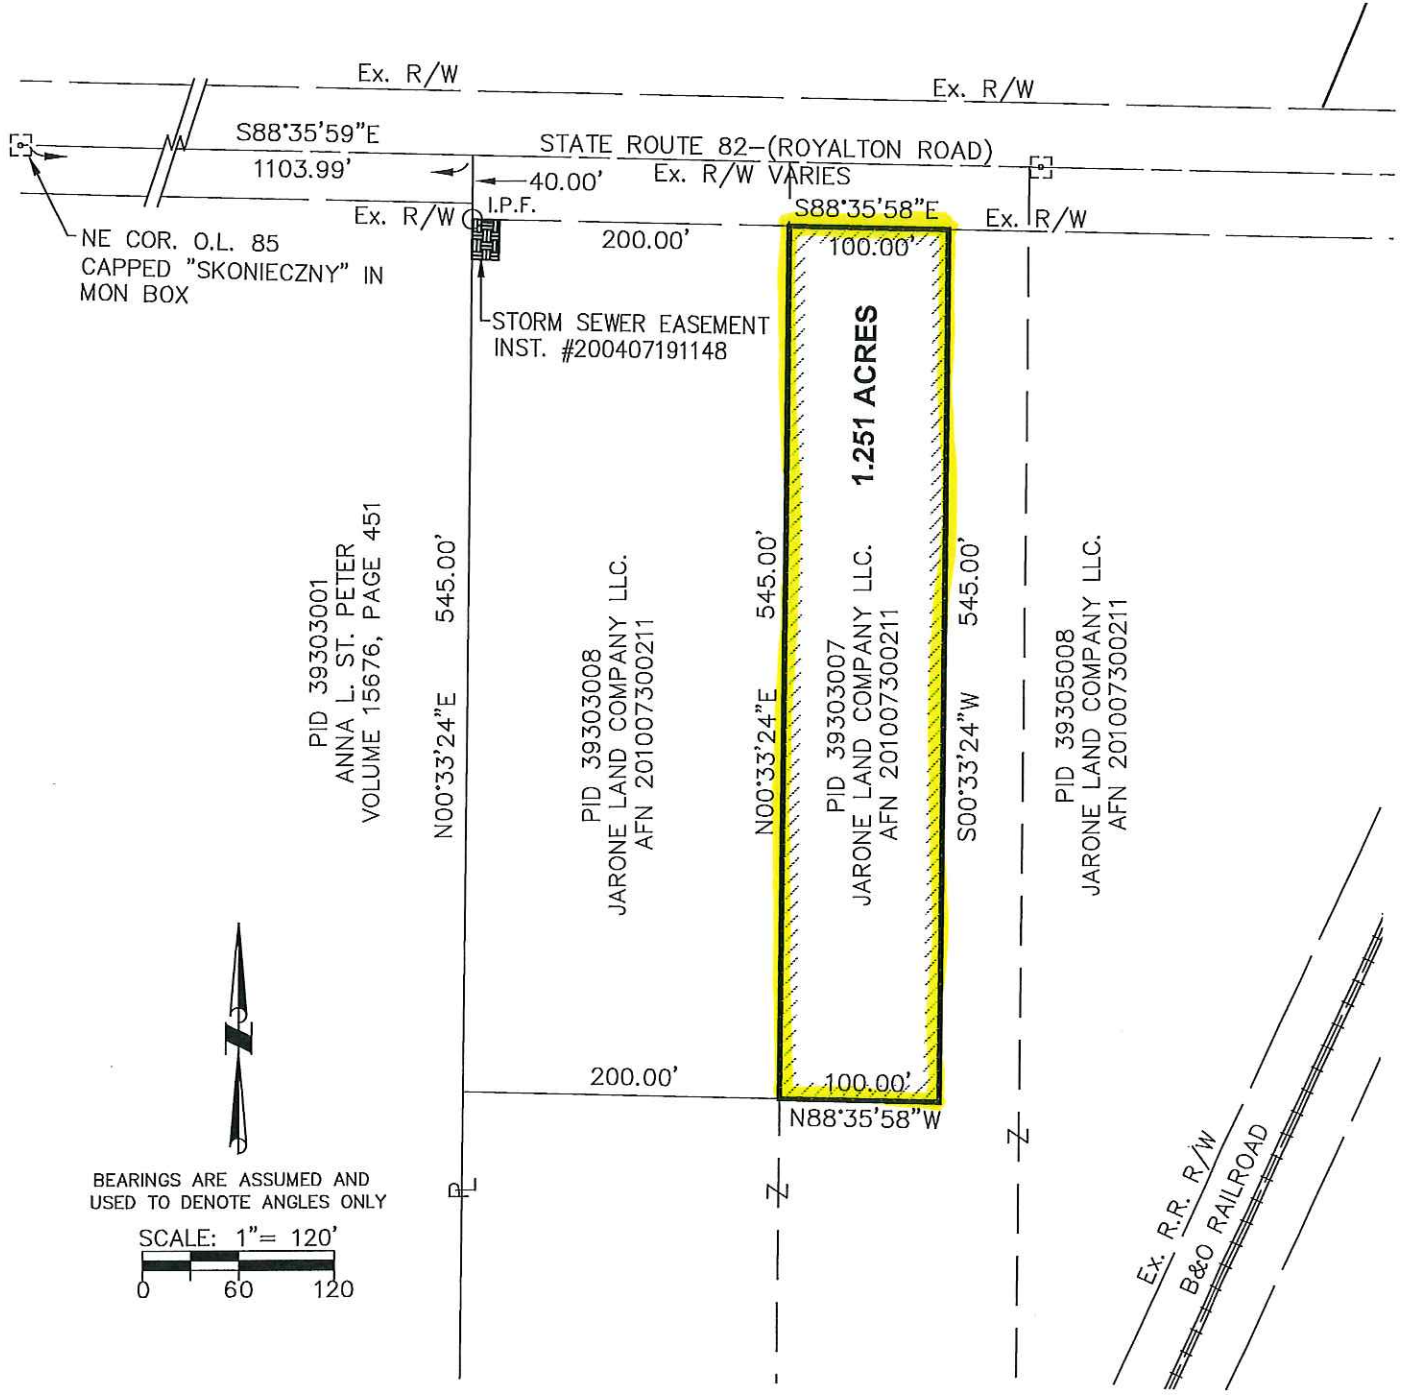 Ex. R/W
Ex. R/W
S88°35'59"E
1103.99'
STATE ROUTE 82-(ROYALTON ROAD)
Ex. R/W VARIES
40.00'
I.P.F.
Ex. R/W
S88°35'58"E
Ex. R/W
200.00'
100.00'
NE COR. O.L. 85
CAPPED "SKONIECZNY" IN
MON BOX
STORM SEWER EASEMENT
INST. #200407191148
1.251 ACRES
PID 39303001
ANNA L. ST. PETER
VOLUME 15676, PAGE 451
N00°33'24"E 545.00'
PID 39303008
JARONE LAND COMPANY LLC.
AFN 201007300211
N00°33'24"E 545.00'
PID 39303007
JARONE LAND COMPANY LLC.
AFN 201007300211
S00°33'24"W 545.00'
PID 39305008
JARONE LAND COMPANY LLC.
AFN 201007300211
200.00'
100.00'
N88°35'58"W
PL
Z
Z
BEARINGS ARE ASSUMED AND
USED TO DENOTE ANGLES ONLY
SCALE: 1"= 120'
0 60 120
Ex. R.R. R/W
B&O RAILROAD